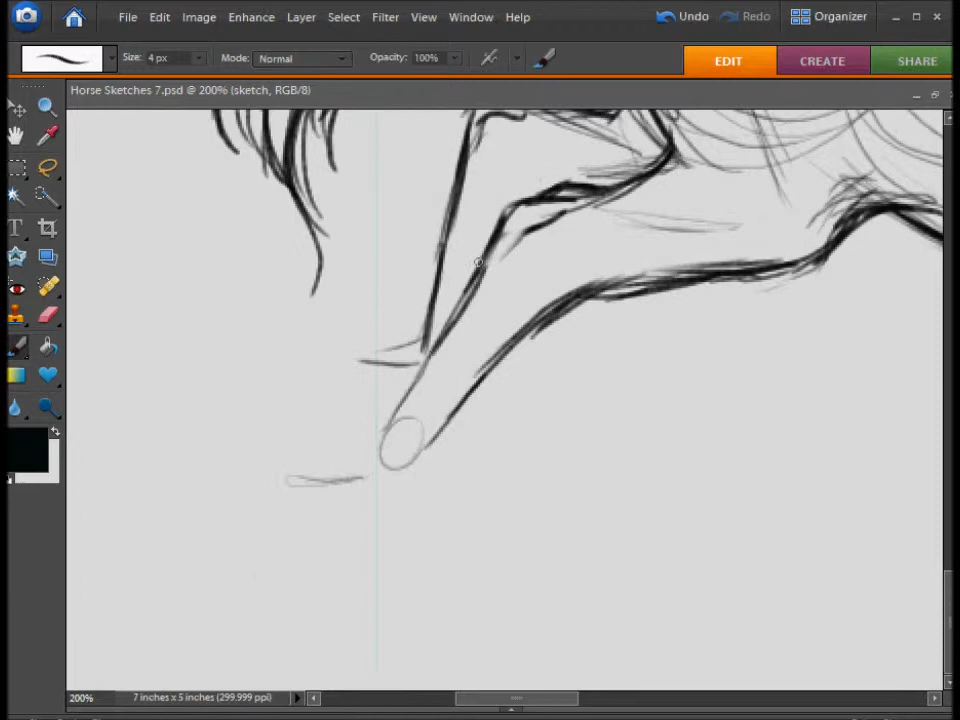 File Edit Image Enhance Layer Select Filter View Window Help Undo Redo Organizer
Size: 4 px Mode: Normal Opacity: 100% EDIT CREATE SHARE
Horse Sketches 7.psd @ 200% (sketch, RGB/8)
T
200% 7 inches x 5 inches (299.999 ppi)